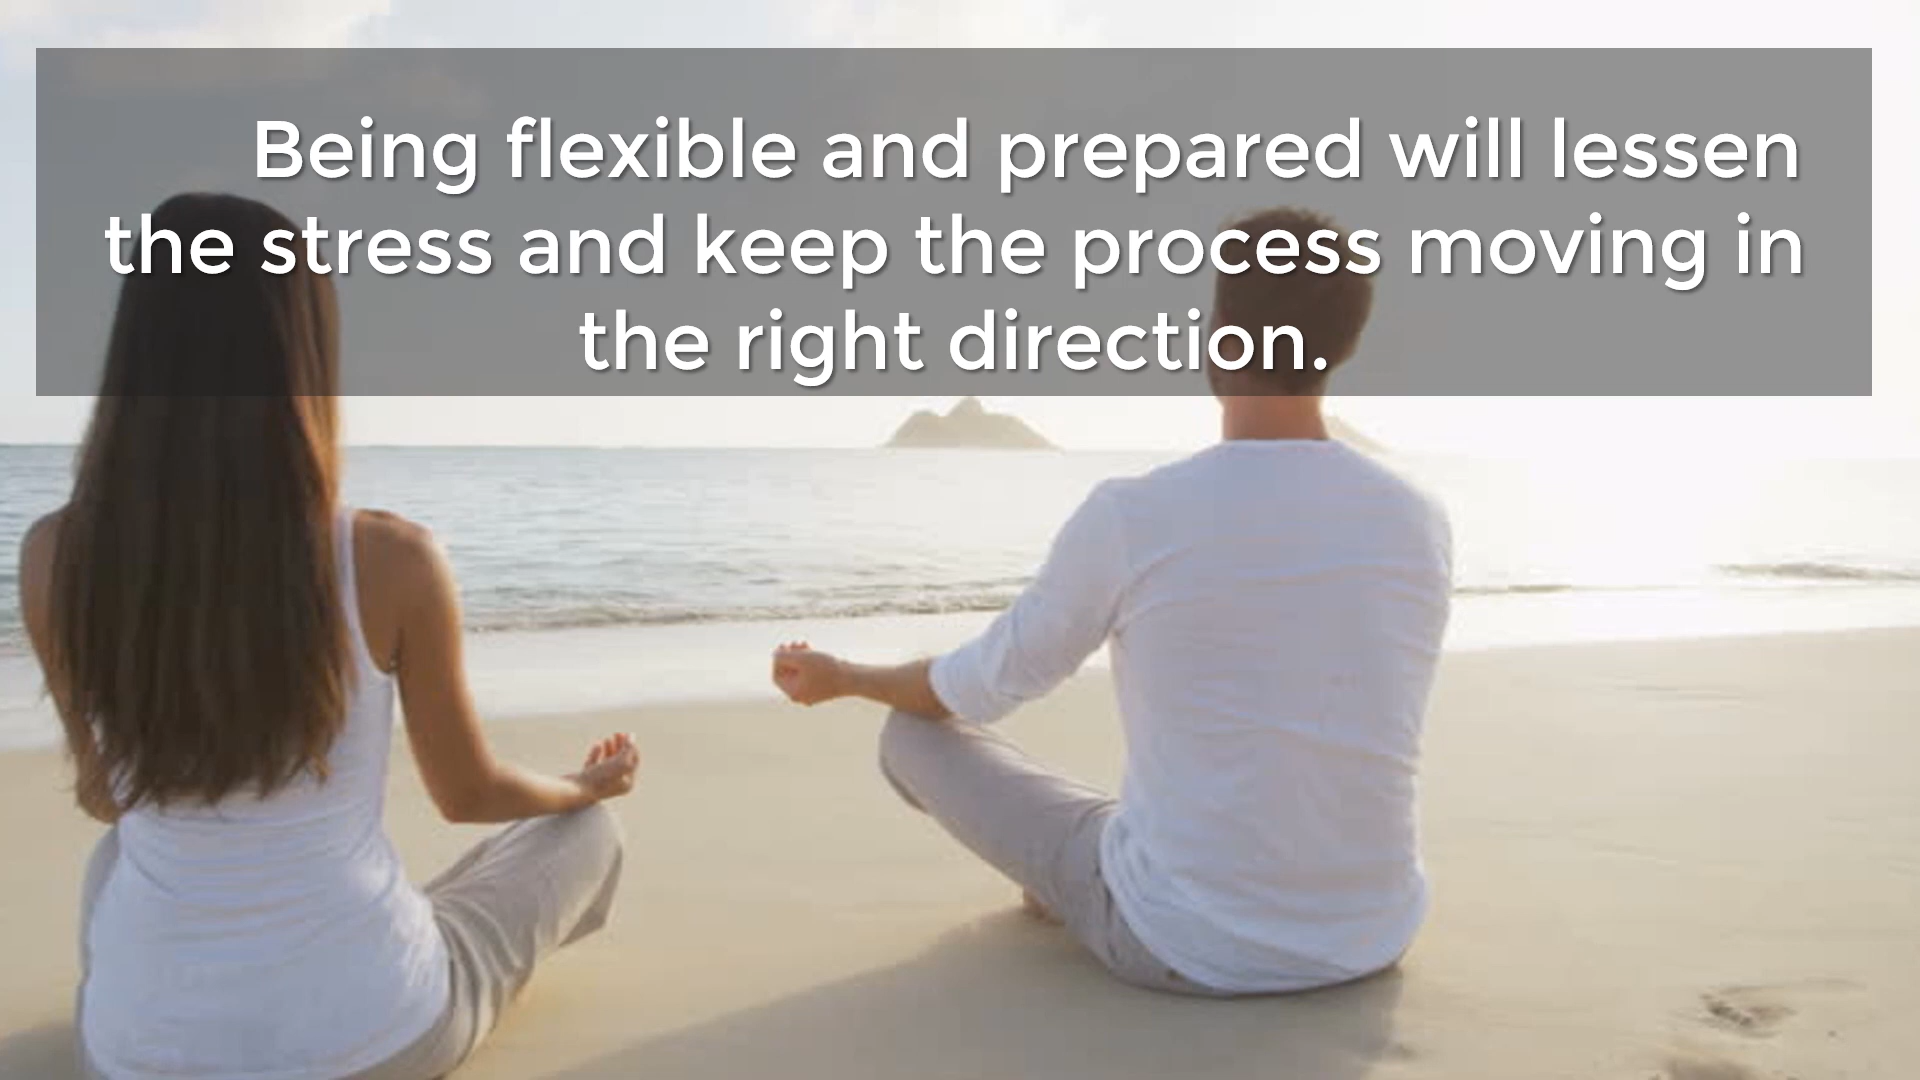 Being flexible and prepared will lessen
the stress and keep the process moving in
the right direction.